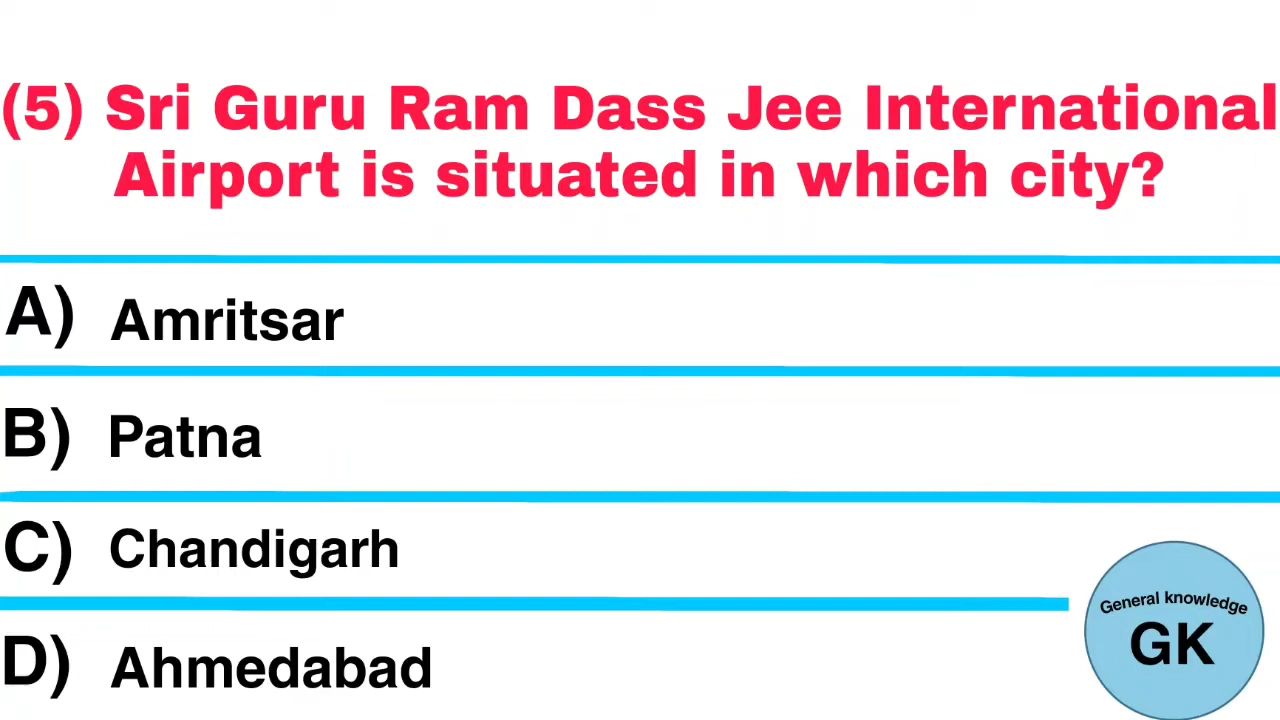 (5) Sri Guru Ram Dass Jee International
Airport is situated in which city?
A) Amritsar
B) Patna
C) Chandigarh
D) Ahmedabad
General knowledge
GK